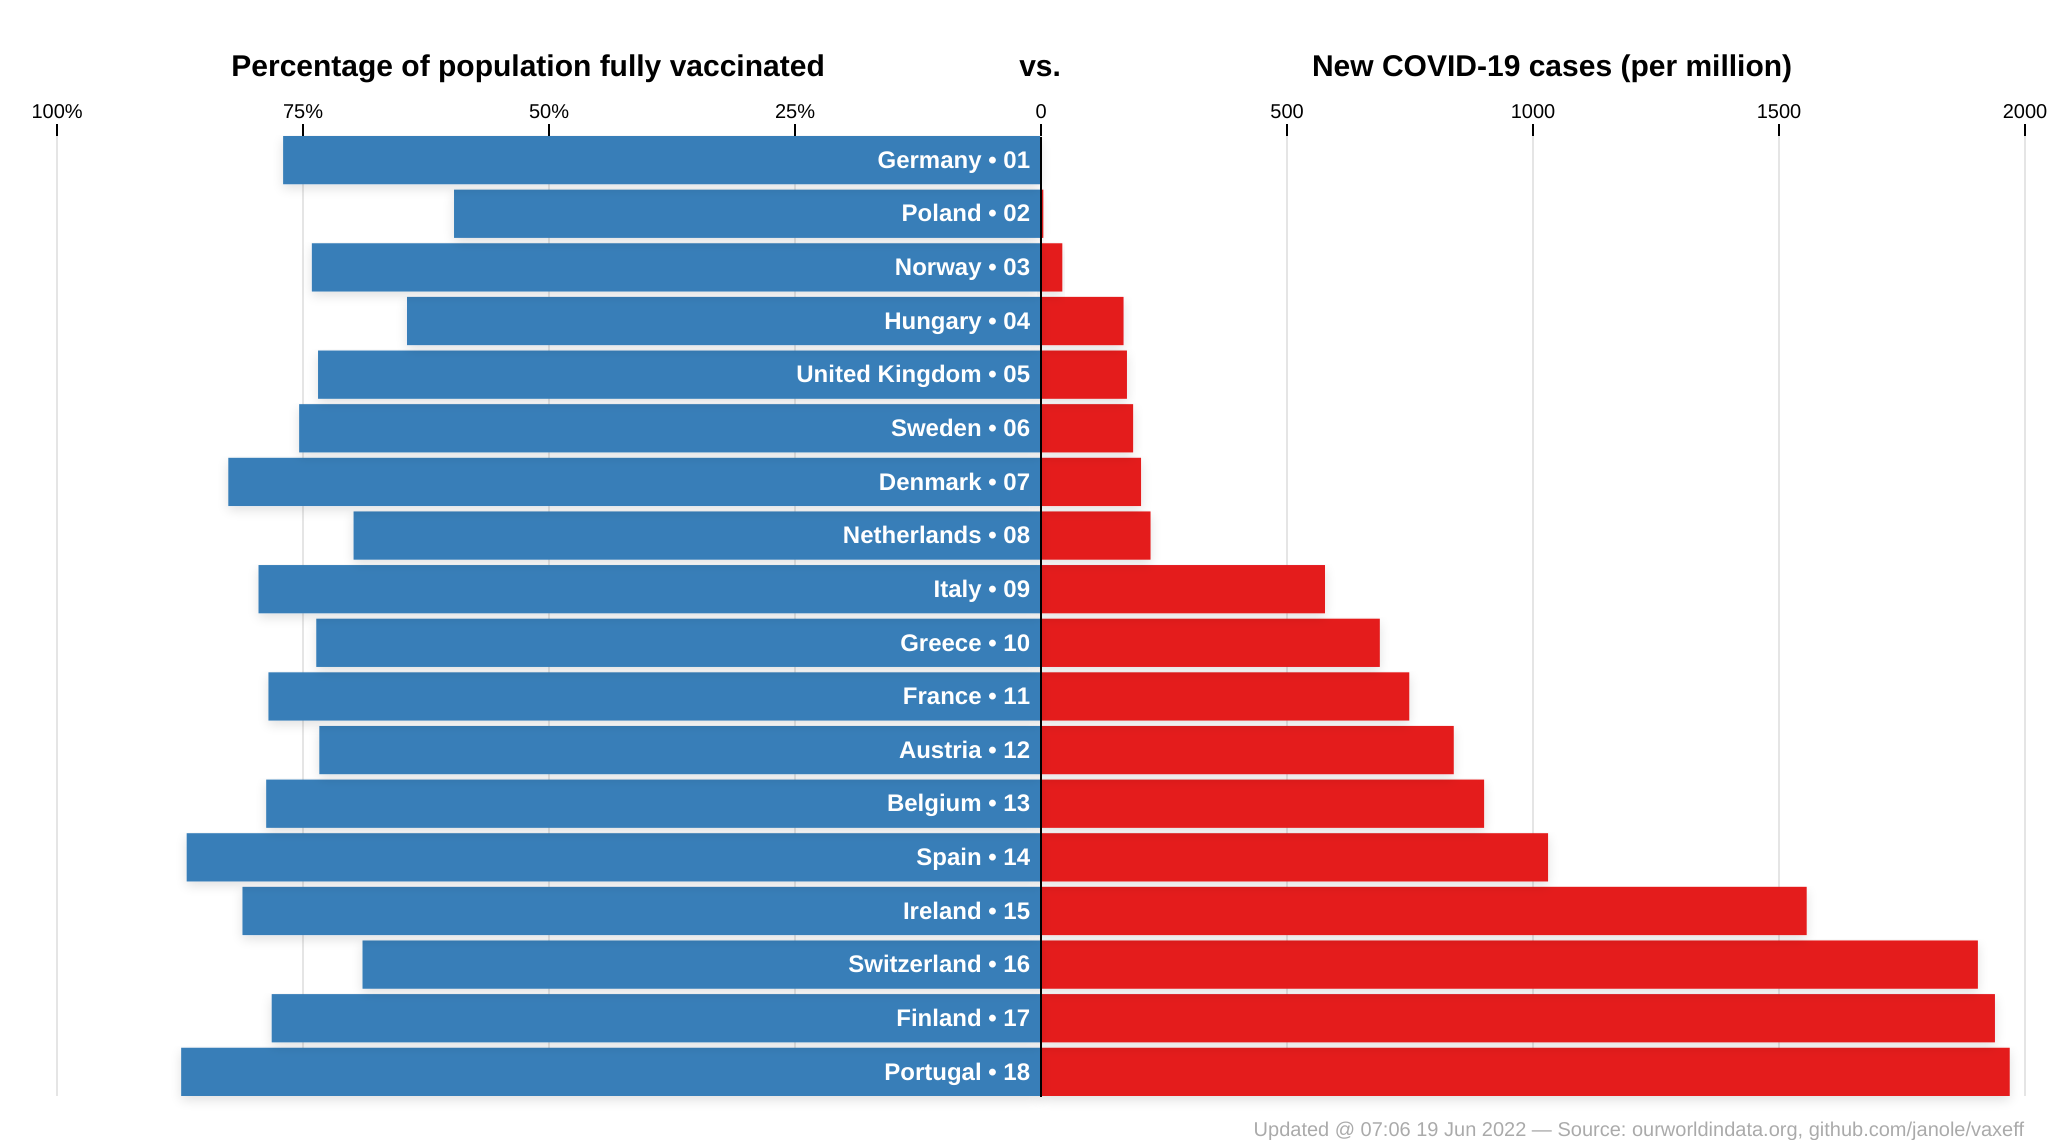 Percentage of population fully vaccinated vs. New COVID-19 cases (per million)
100% 75% 50% 25% 0 500 1000 1500 2000
Germany • 01
Poland • 02
Norway • 03
Hungary • 04
United Kingdom • 05
Sweden • 06
Denmark • 07
Netherlands • 08
Italy • 09
Greece • 10
France • 11
Austria • 12
Belgium • 13
Spain • 14
Ireland • 15
Switzerland • 16
Finland • 17
Portugal • 18
Updated @ 07:06 19 Jun 2022 — Source: ourworldindata.org, github.com/janole/vaxeff